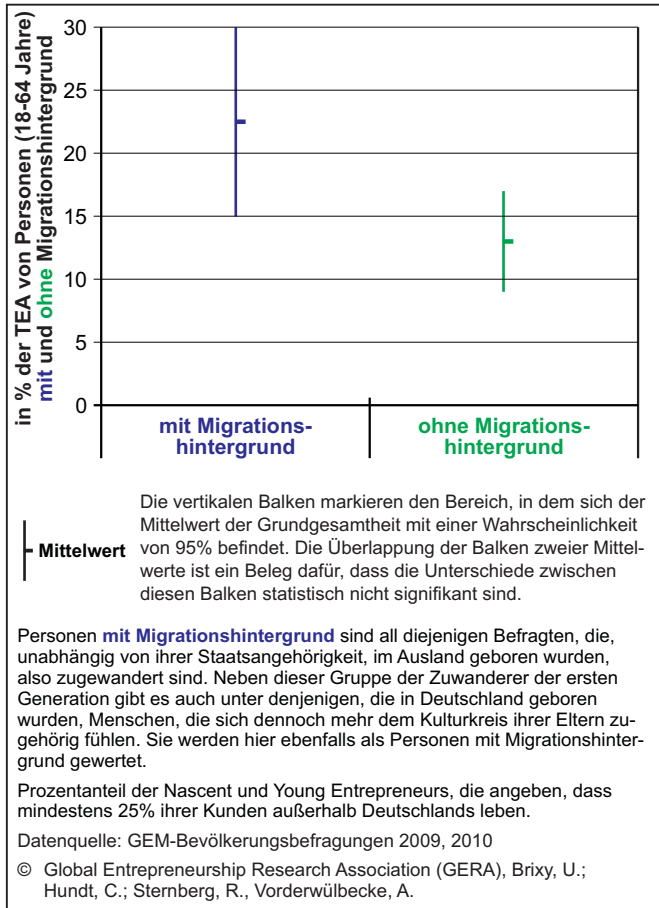 in % der TEA von Personen (18-64 Jahre)
mit und ohne Migrationshintergrund
30
25
20
15
10
5
0
mit Migrations-
hintergrund
ohne Migrations-
hintergrund
Mittelwert
Die vertikalen Balken markieren den Bereich, in dem sich der
Mittelwert der Grundgesamtheit mit einer Wahrscheinlichkeit
von 95% befindet. Die Überlappung der Balken zweier Mittel-
werte ist ein Beleg dafür, dass die Unterschiede zwischen
diesen Balken statistisch nicht signifikant sind.
Personen mit Migrationshintergrund sind all diejenigen Befragten, die,
unabhängig von ihrer Staatsangehörigkeit, im Ausland geboren wurden,
also zugewandert sind. Neben dieser Gruppe der Zuwanderer der ersten
Generation gibt es auch unter denjenigen, die in Deutschland geboren
wurden, Menschen, die sich dennoch mehr dem Kulturkreis ihrer Eltern zu-
gehörig fühlen. Sie werden hier ebenfalls als Personen mit Migrationshinter-
grund gewertet.
Prozentanteil der Nascent und Young Entrepreneurs, die angeben, dass
mindestens 25% ihrer Kunden außerhalb Deutschlands leben.
Datenquelle: GEM-Bevölkerungsbefragungen 2009, 2010
© Global Entrepreneurship Research Association (GERA), Brixy, U.;
Hundt, C.; Sternberg, R., Vorderwülbecke, A.